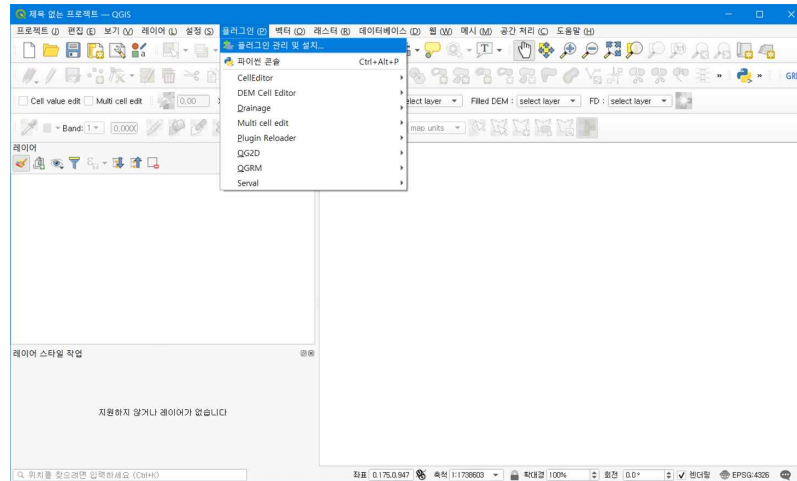 제목 없는 프로젝트 — QGIS
프로젝트 (J) 편집 (E) 보기 (V) 레이어 (L) 설정 (S) 플러그인 (P) 벡터 (O) 래스터 (R) 데이터베이스 (D) 웹 (W) 메시 (M) 공간 처리 (C) 도움말 (H)
플러그인 관리 및 설치...
파이썬 콘솔 Ctrl+Alt+P
CellEditor
DEM Cell Editor
Drainage
Multi cell edit
Plugin Reloader
QG2D
QGRM
Serval
Cell value edit Multi cell edit 0.00
select layer Filled DEM : select layer FD : select layer
Band: 1 0.000
map units
레이어
레이어 스타일 작업
지원하지 않거나 레이어가 없습니다
위치를 찾으려면 입력하세요 (Ctrl+K)
좌표 0.175,0.947 축척 1:1738603 확대경 100% 회전 0.0° 렌더링 EPSG:4326